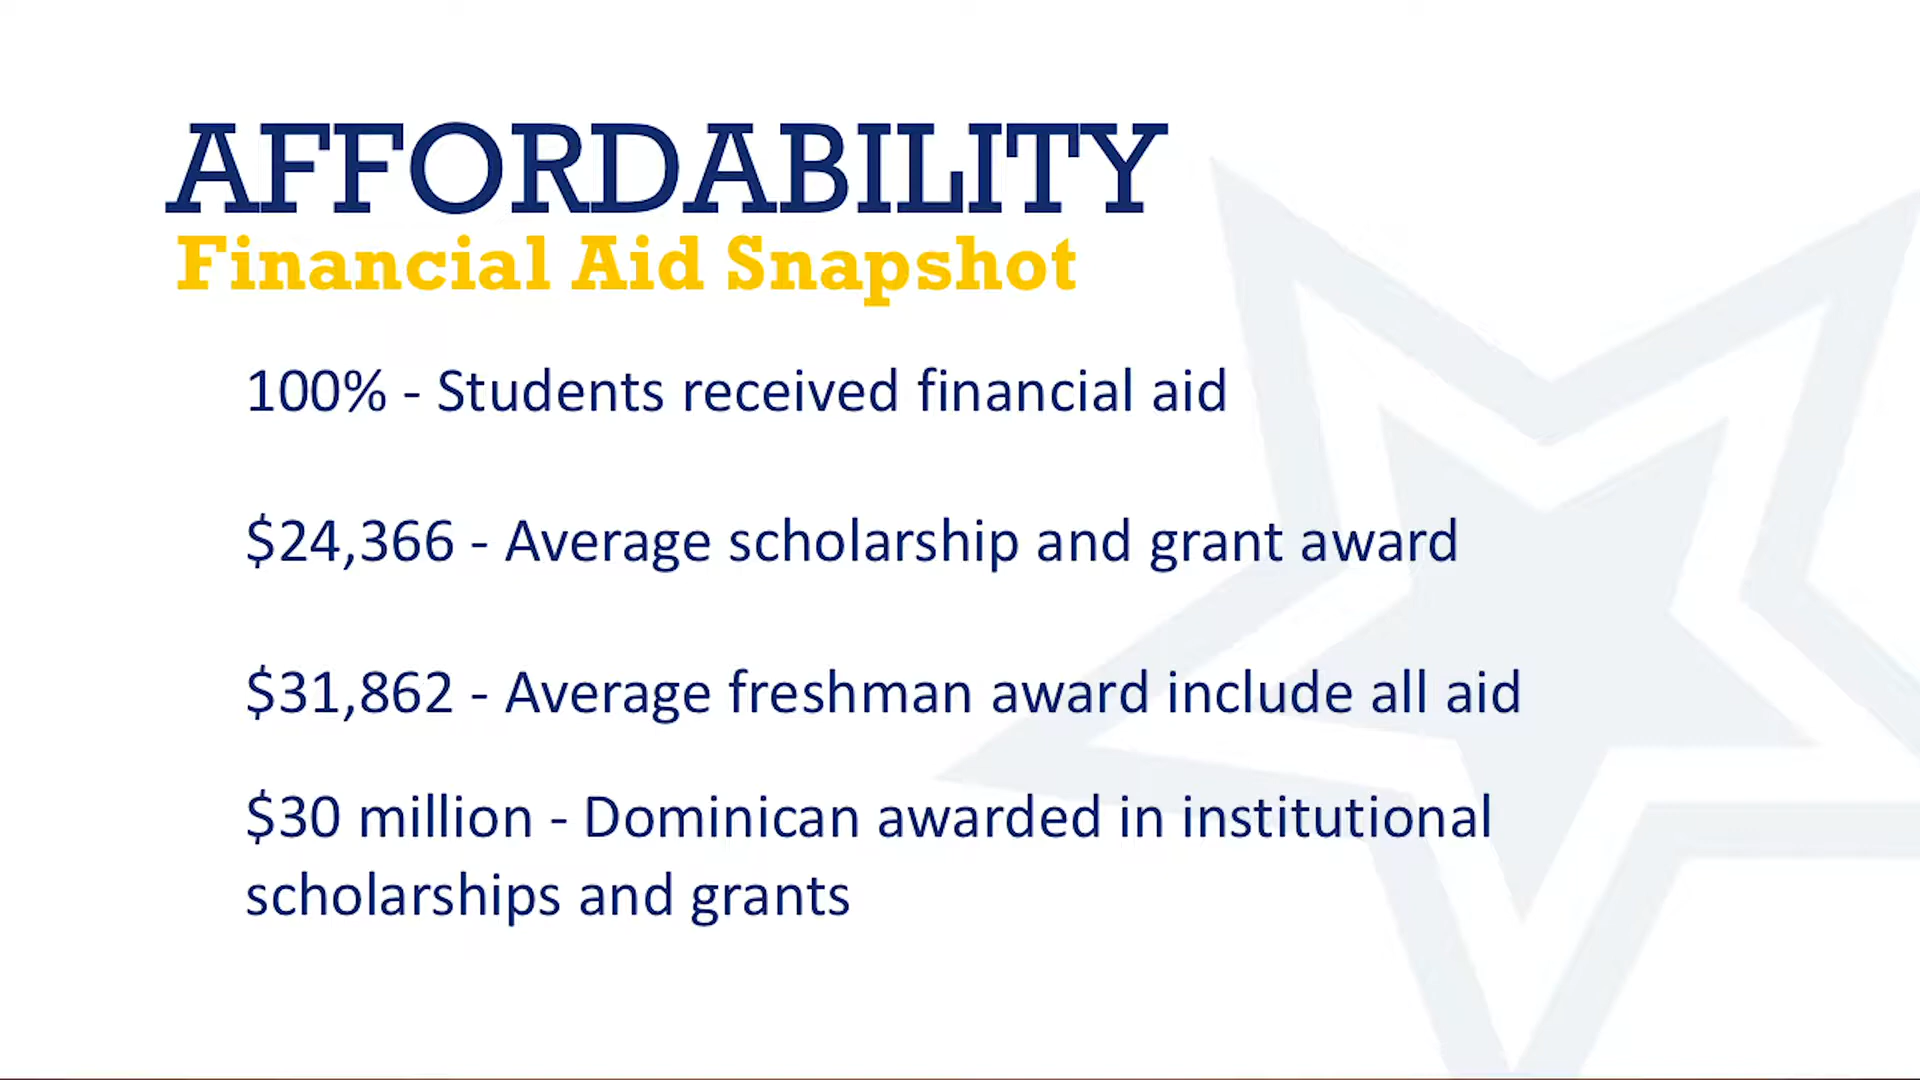 AFFORDABILITY
Financial Aid Snapshot
100% - Students received financial aid
$24,366 - Average scholarship and grant award
$31,862 - Average freshman award include all aid
$30 million - Dominican awarded in institutional
scholarships and grants